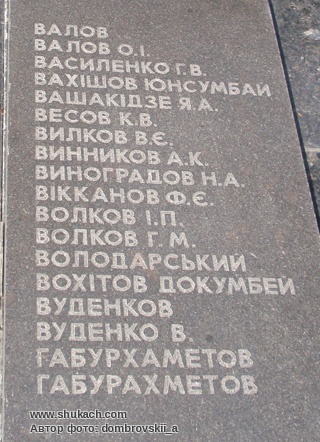 ВАЛОВ
ВАЛОВ О.І.
ВАСИЛЕНКО Г.В.
ВАХІШОВ ЮНСУМБАЙ
ВАШАКІДЗЕ Я.А.
ВЕСОВ К.В.
ВИЛКОВ В.Є.
ВИННИКОВ А.К.
ВИНОГРАДОВ Н.А.
ВІККАНОВ Ф.Є.
ВОЛКОВ І.П.
ВОЛКОВ Г. М.
ВОЛОДАРСЬКИЙ
ВОХІТОВ ДОКУМБЕЙ
ВУДЕНКОВ
ВУДЕНКО В.
ГАБУРХАМЕТОВ
ГАБУРАХМЕТОВ
www.shukach.com
Автор фото: dombrovskii_a